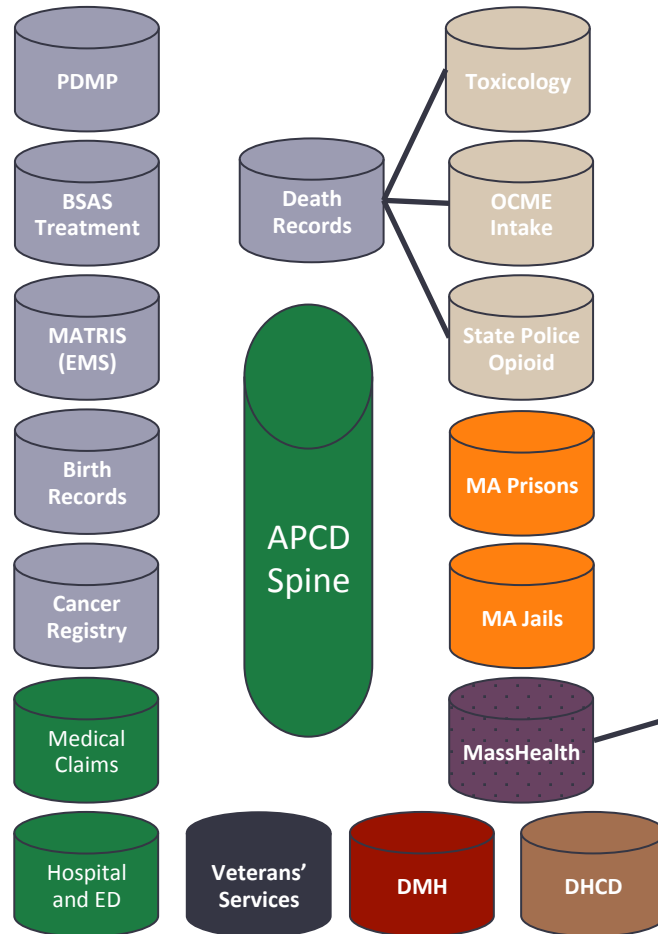 PDMP
Toxicology
BSAS
Treatment
Death
Records
OCME
Intake
MATRIS
(EMS)
State Police
Opioid
Birth
Records
MA Prisons
APCD
Spine
Cancer
Registry
MA Jails
Medical
Claims
MassHealth
Hospital
and ED
Veterans’
Services
DMH
DHCD